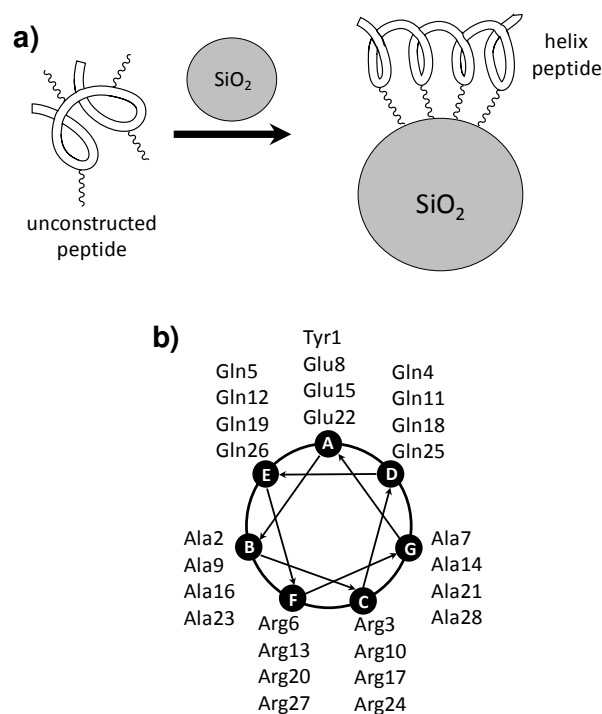 a)
SiO2
helix
peptide
unconstructed
peptide
SiO2
b)
Tyr1
Glu8
Glu15
Glu22
Gln5
Gln12
Gln19
Gln26
Gln4
Gln11
Gln18
Gln25
A
E
D
B
G
F
C
Ala2
Ala9
Ala16
Ala23
Ala7
Ala14
Ala21
Ala28
Arg6
Arg13
Arg20
Arg27
Arg3
Arg10
Arg17
Arg24